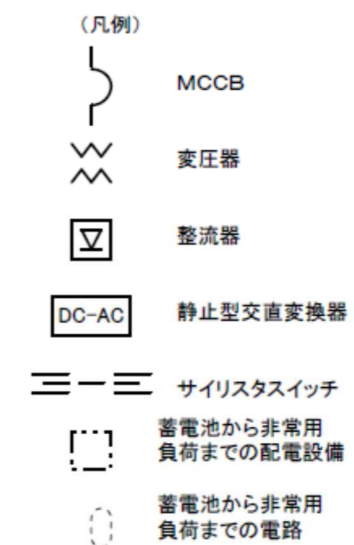 （凡例）
MCCB
変圧器
整流器
DC-AC
静止型交直変換器
サイリスタスイッチ
蓄電池から非常用
負荷までの配電設備
蓄電池から非常用
負荷までの電路